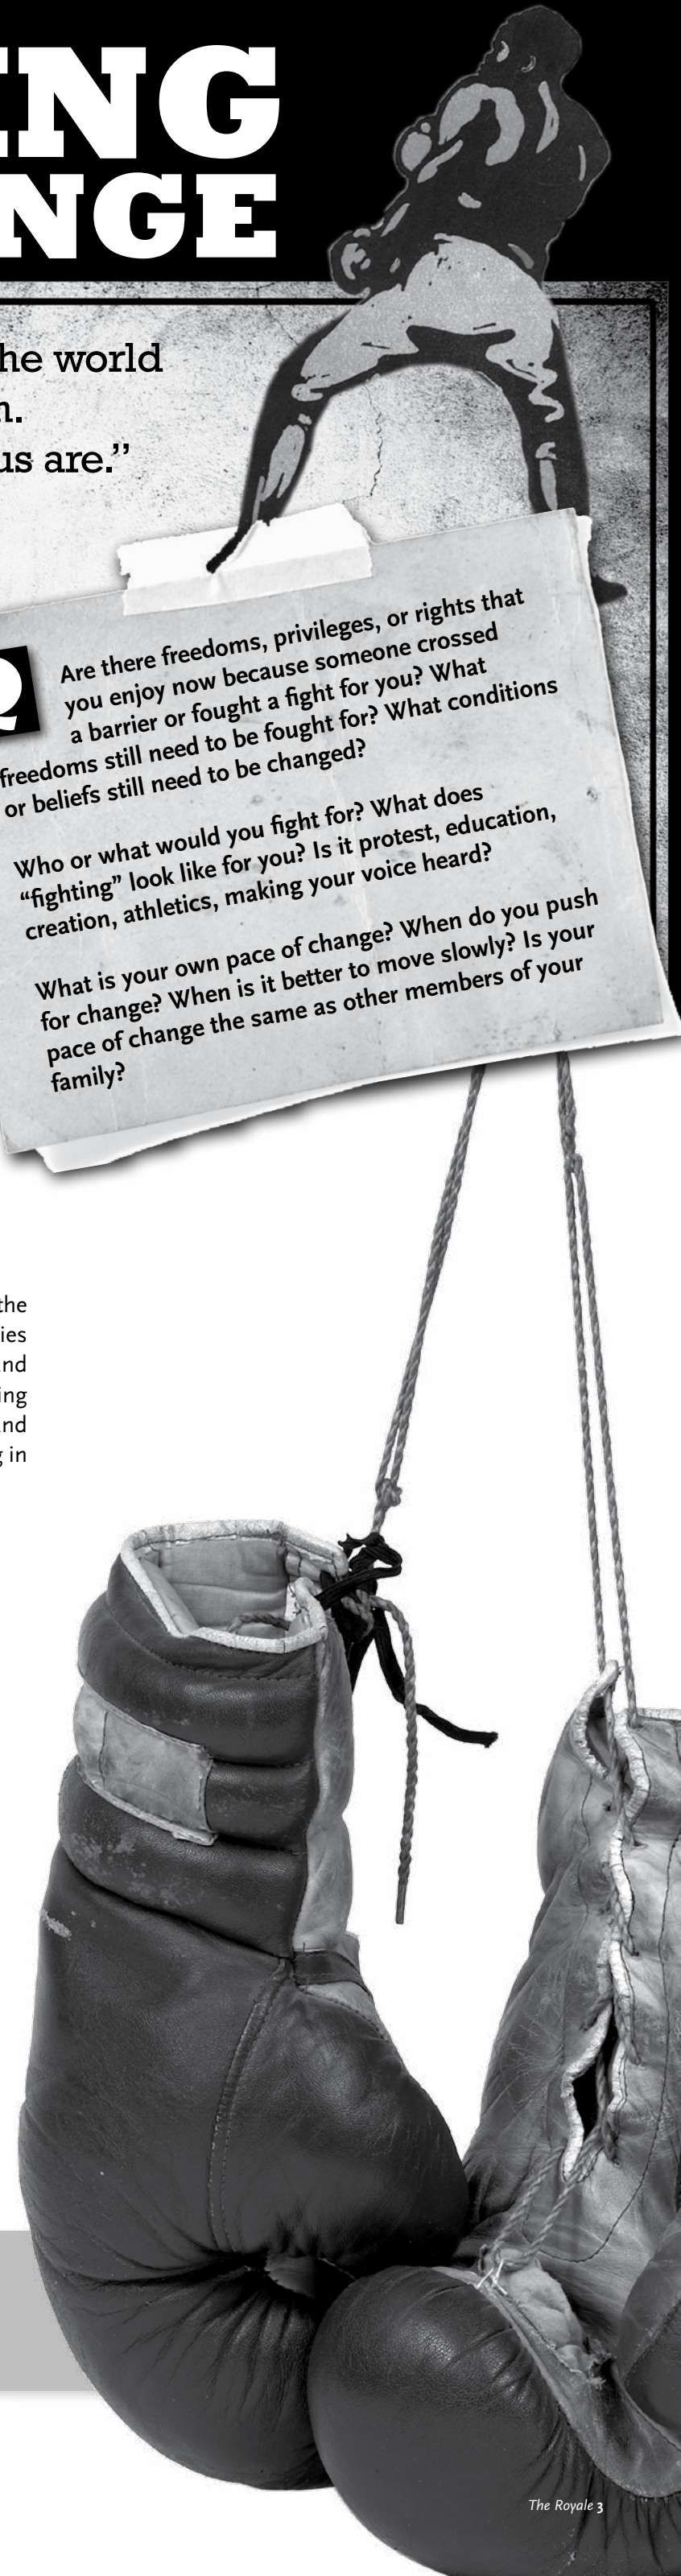 ING
NGE
he world
n.
us are.”
Q
Are there freedoms, privileges, or rights that
you enjoy now because someone crossed
a barrier or fought a fight for you? What
freedoms still need to be fought for? What conditions
or beliefs still need to be changed?
Who or what would you fight for? What does
“fighting” look like for you? Is it protest, education,
creation, athletics, making your voice heard?
What is your own pace of change? When do you push
for change? When is it better to move slowly? Is your
pace of change the same as other members of your
family?
the
ies
and
ing
and
g in
The Royale 3